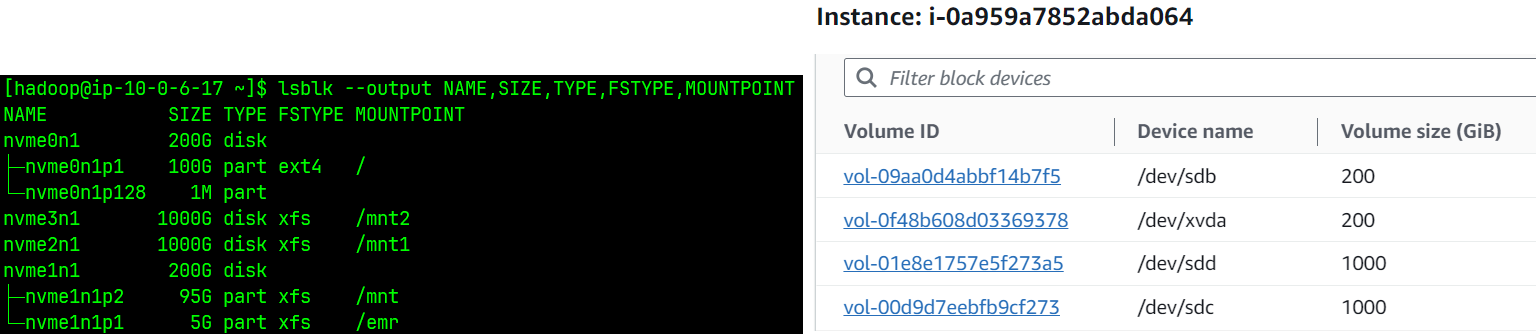 [hadoop@ip-10-0-6-17 ~]$ lsblk --output NAME,SIZE,TYPE,FSTYPE,MOUNTPOINT
NAME SIZE TYPE FSTYPE MOUNTPOINT
nvme0n1 200G disk
├─nvme0n1p1 100G part ext4 /
└─nvme0n1p128 1M part
nvme3n1 1000G disk xfs /mnt2
nvme2n1 1000G disk xfs /mnt1
nvme1n1 200G disk
├─nvme1n1p2 95G part xfs /mnt
└─nvme1n1p1 5G part xfs /emr
Instance: i-0a959a7852abda064
Filter block devices
Volume ID Device name Volume size (GiB)
vol-09aa0d4abbf14b7f5 /dev/sdb 200
vol-0f48b608d03369378 /dev/xvda 200
vol-01e8e1757e5f273a5 /dev/sdd 1000
vol-00d9d7eebfb9cf273 /dev/sdc 1000